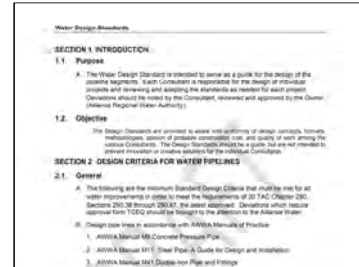 Water Design Standards
SECTION 1 INTRODUCTION
1.1. Purpose
A. The Water Design Standard is intended to serve as a guide for the design of the
pipeline segments. Each Consultant is responsible for the design of individual
projects and reviewing and adapting the standards as needed for each project.
Deviations should be noted by the Consultant, reviewed and approved by the Owner
(Alliance Regional Water Authority).
1.2. Objective
The Design Standards are provided to assist with uniformity of design concepts, formats,
methodologies, opinion of probable construction cost, and quality of work among the
various Consultants. The Design Standards should be a guide, but are not intended to
prevent innovation or creative solutions for the individual Consultants.
SECTION 2 DESIGN CRITERIA FOR WATER PIPELINES
2.1. General
A. The following are the minimum Standard Design Criteria that must be met for all
water improvements in order to meet the requirements of 30 TAC Chapter 290,
Sections 290.38 through 290.47, the latest approved. Deviations which require
approval form TCEQ should be brought to the attention to the Alliance Water
B. Design pipe lines in accordance with AWWA Manuals of Practice
1. AWWA Manual M9 Concrete Pressure Pipe
2. AWWA Manual M11: Steel Pipe-A Guide for Design and Installation
3. AWWA Manual M41 Ductile-Iron Pipe and Fittings